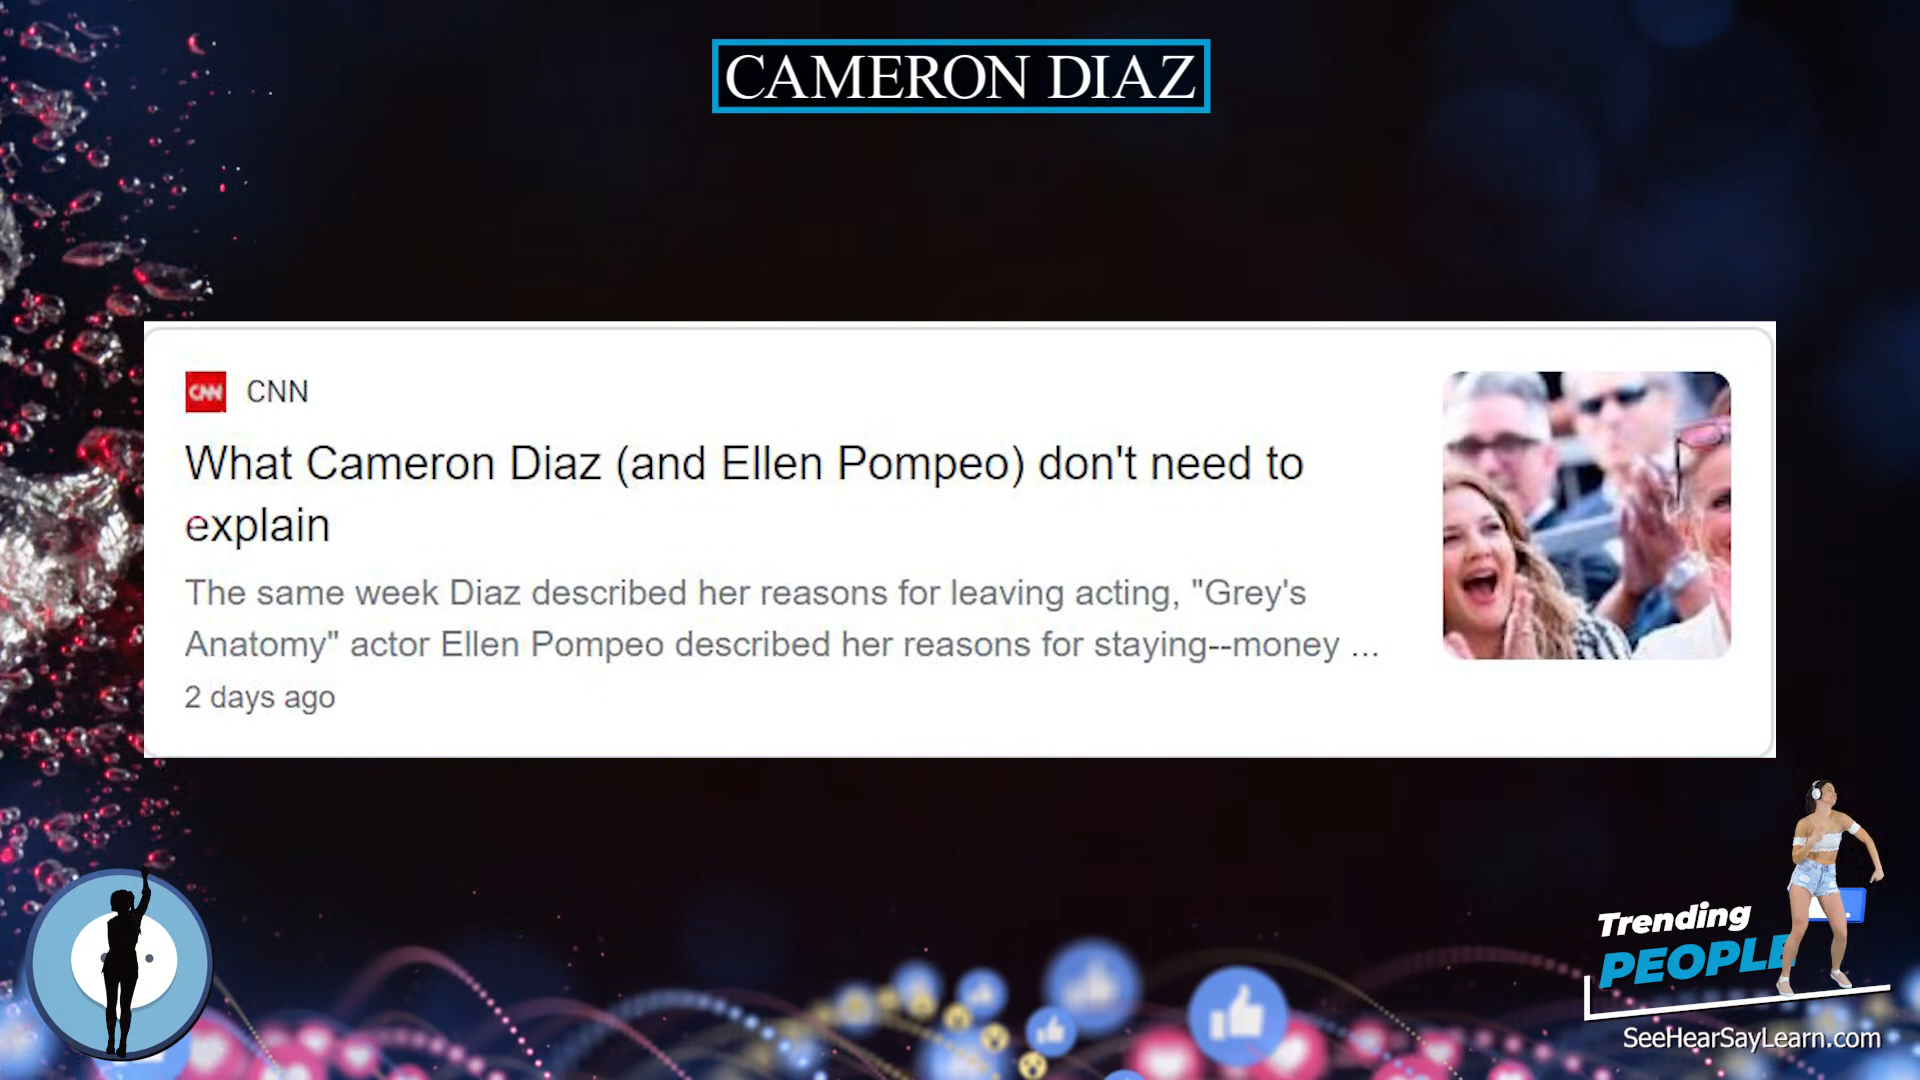 CAMERON DIAZ
CNN CNN
What Cameron Diaz (and Ellen Pompeo) don't need to
explain
The same week Diaz described her reasons for leaving acting, "Grey's
Anatomy" actor Ellen Pompeo described her reasons for staying--money ...
2 days ago
Trending
PEOPLE
SeeHearSayLearn.com